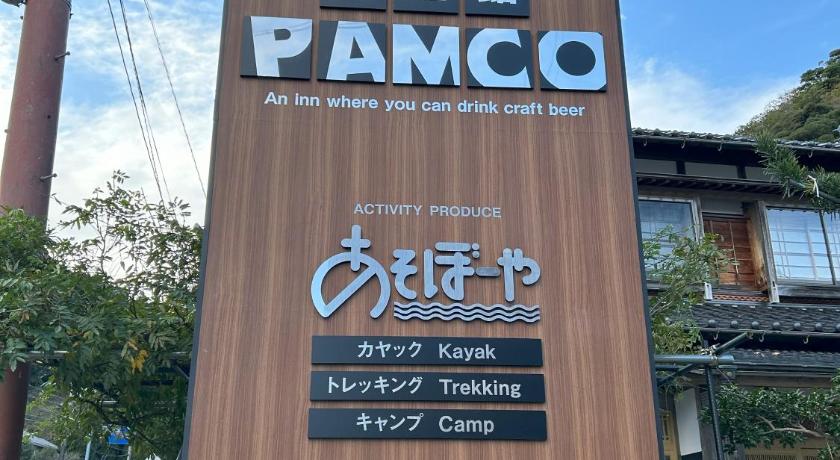 PAMCO
An inn where you can drink craft beer
ACTIVITY PRODUCE
あそぼーや
カヤック Kayak
トレッキング Trekking
キャンプ Camp